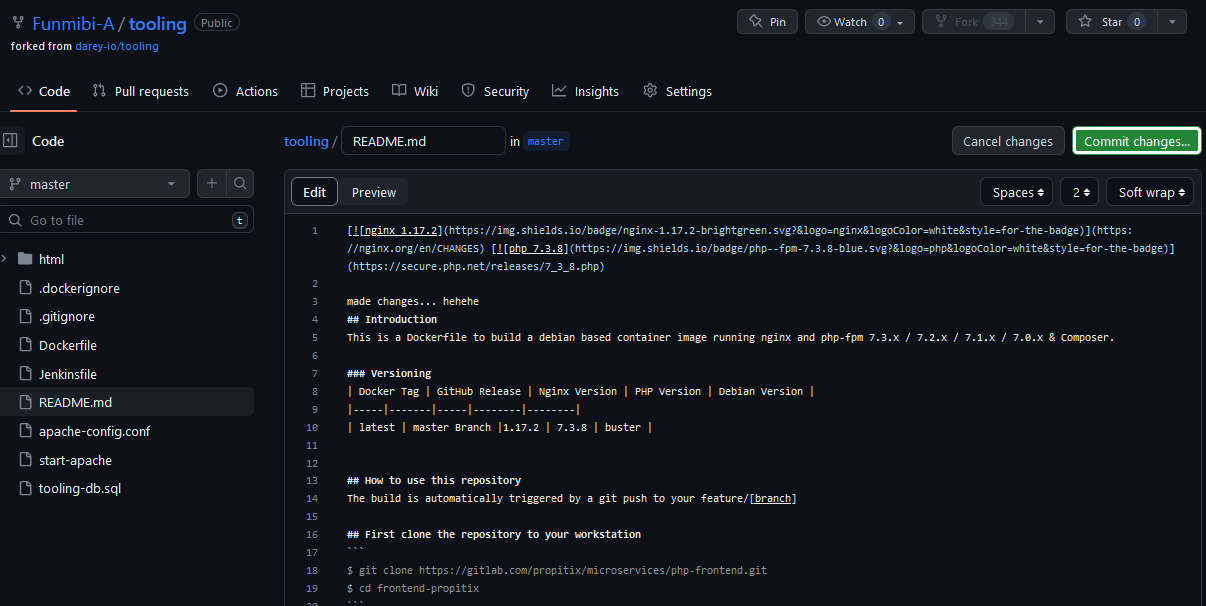 Funmibi-A / tooling Public Pin Watch 0 Fork 344 Star 0
forked from darey-io/tooling
Code Pull requests Actions Projects Wiki Security Insights Settings
Code tooling / README.md in master Cancel changes Commit changes...
master Edit Preview Spaces 2 Soft wrap
Go to file t
html
.dockerignore
.gitignore
Dockerfile
Jenkinsfile
README.md
apache-config.conf
start-apache
tooling-db.sql
1 [![nginx 1.17.2](https://img.shields.io/badge/nginx-1.17.2-brightgreen.svg?&logo=nginx&logoColor=white&style=for-the-badge)](https:
//nginx.org/en/CHANGES) [![php 7.3.8](https://img.shields.io/badge/php--fpm-7.3.8-blue.svg?&logo=php&logoColor=white&style=for-the-badge)]
(https://secure.php.net/releases/7_3_8.php)
2
3 made changes... hehehe
4 ## Introduction
5 This is a Dockerfile to build a debian based container image running nginx and php-fpm 7.3.x / 7.2.x / 7.1.x / 7.0.x & Composer.
6
7 ### Versioning
8 | Docker Tag | GitHub Release | Nginx Version | PHP Version | Debian Version |
9 |-----|-------|-----|--------|--------|
10 | latest | master Branch |1.17.2 | 7.3.8 | buster |
11
12
13 ## How to use this repository
14 The build is automatically triggered by a git push to your feature/[branch]
15
16 ## First clone the repository to your workstation
17 ```
18 $ git clone https://gitlab.com/propitix/microservices/php-frontend.git
19 $ cd frontend-propitix
20 ```